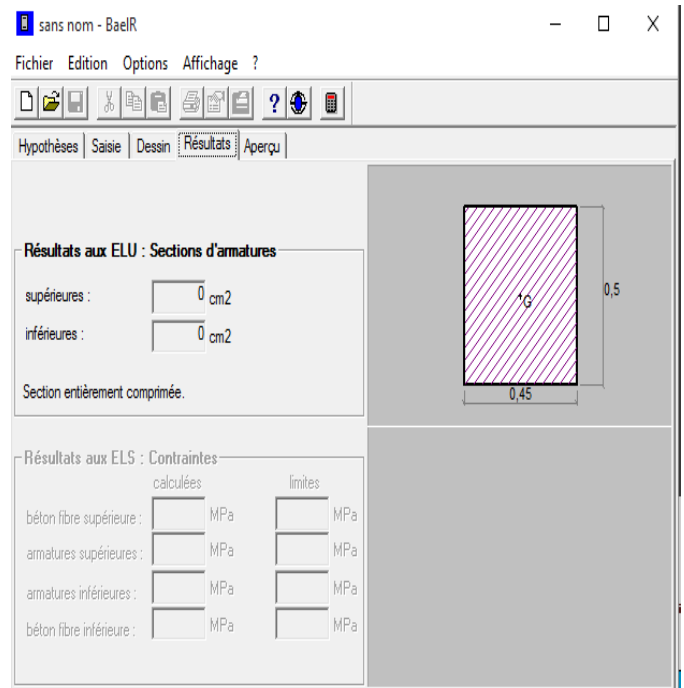 sans nom - BaelR
Fichier Edition Options Affichage ?
Hypothèses Saisie Dessin Résultats Aperçu
Résultats aux ELU : Sections d'armatures
supérieures : 0 cm2
inférieures : 0 cm2
Section entièrement comprimée.
G
0,5
0,45
Résultats aux ELS : Contraintes
calculées limites
béton fibre supérieure : MPa MPa
armatures supérieures : MPa MPa
armatures inférieures : MPa MPa
béton fibre inférieure : MPa MPa